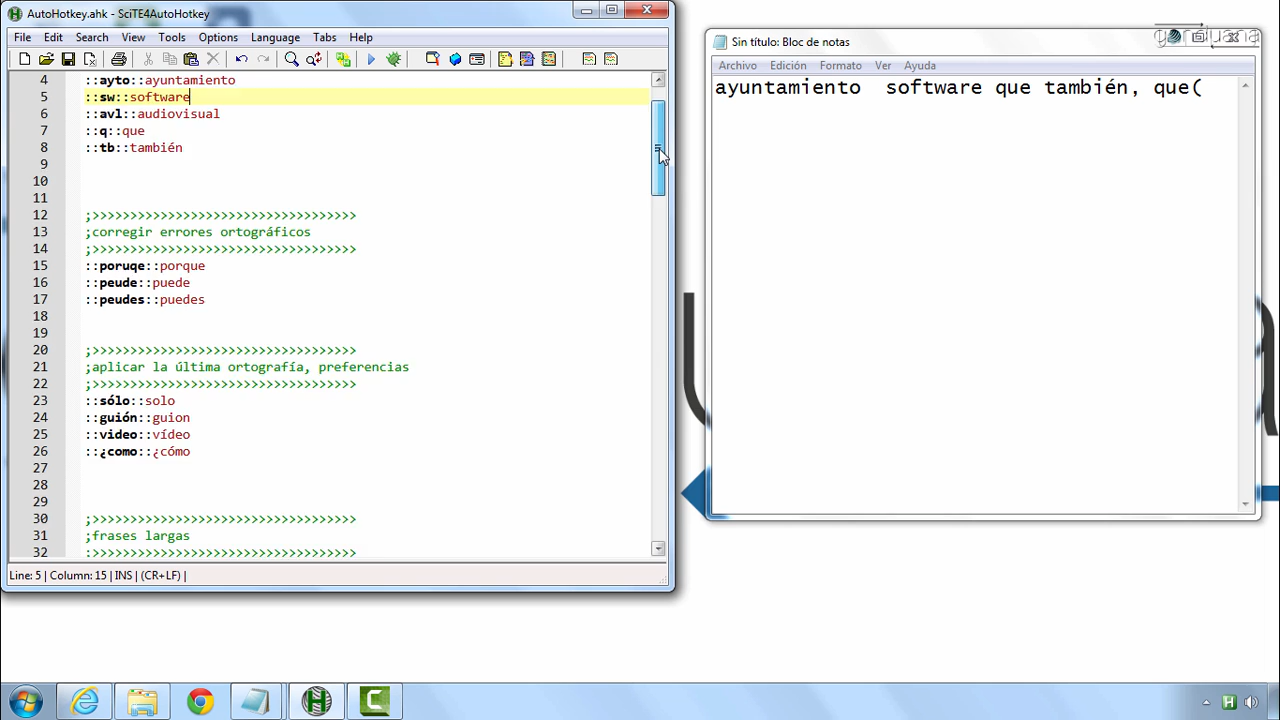 AutoHotkey.ahk - SciTE4AutoHotkey
File Edit Search View Tools Options Language Tabs Help
4 ::ayto::ayuntamiento
5 ::sw::software
6 ::avl::audiovisual
7 ::q::que
8 ::tb::también
9
10
11
12 ;>>>>>>>>>>>>>>>>>>>>>>>>>>>>>>>>>>>
13 ;corregir errores ortográficos
14 ;>>>>>>>>>>>>>>>>>>>>>>>>>>>>>>>>>>>
15 ::poruqe::porque
16 ::peude::puede
17 ::peudes::puedes
18
19
20 ;>>>>>>>>>>>>>>>>>>>>>>>>>>>>>>>>>>>
21 ;aplicar la última ortografía, preferencias
22 ;>>>>>>>>>>>>>>>>>>>>>>>>>>>>>>>>>>>
23 ::sólo::solo
24 ::guión::guion
25 ::video::vídeo
26 ::¿como::¿cómo
27
28
29
30 ;>>>>>>>>>>>>>>>>>>>>>>>>>>>>>>>>>>>
31 ;frases largas
32 ;>>>>>>>>>>>>>>>>>>>>>>>>>>>>>>>>>>>
Line: 5 | Column: 15 | INS | (CR+LF) |
Sin título: Bloc de notas
Archivo Edición Formato Ver Ayuda
ayuntamiento  software que también, que(